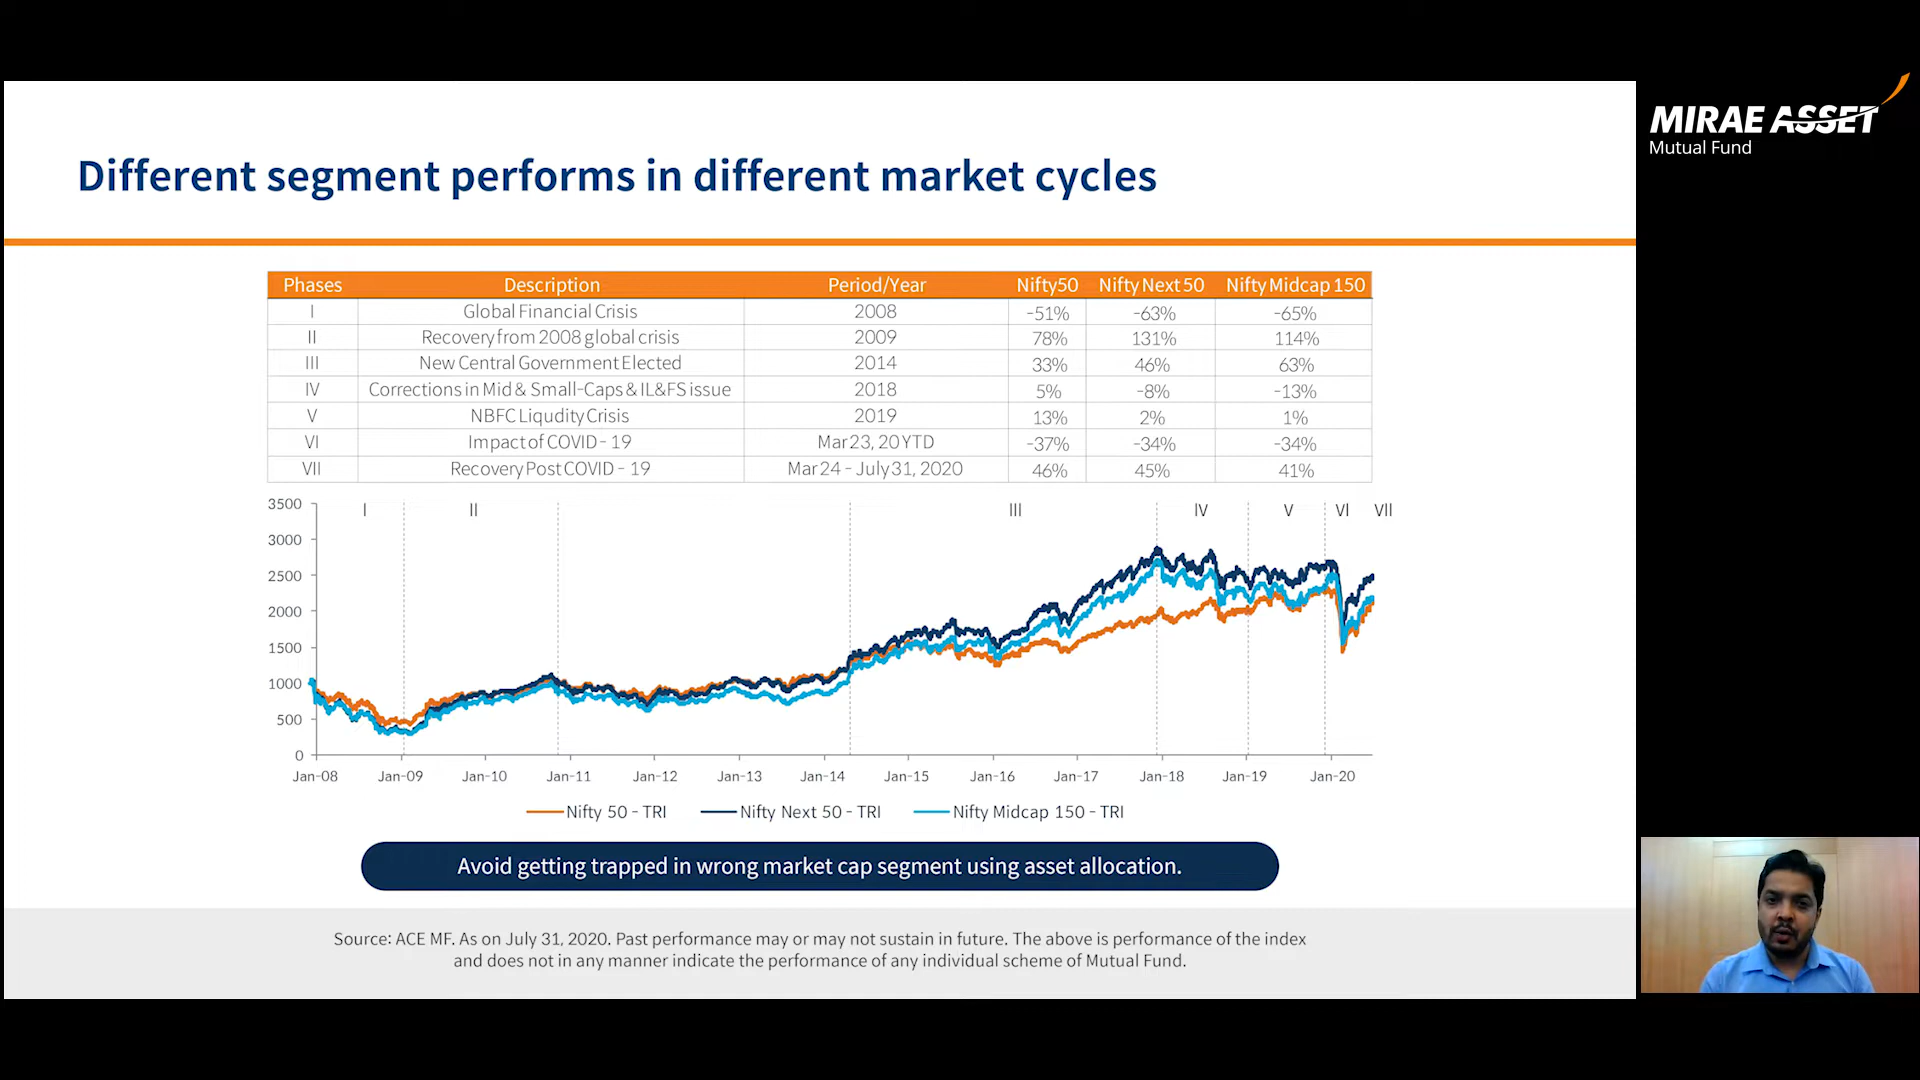 MIRAE ASSET
Mutual Fund
Different segment performs in different market cycles
Phases Description Period/Year Nifty50 Nifty Next 50 Nifty Midcap 150
I Global Financial Crisis 2008 -51% -63% -65%
II Recovery from 2008 global crisis 2009 78% 131% 114%
III New Central Government Elected 2014 33% 46% 63%
IV Corrections in Mid & Small-Caps & IL&FS issue 2018 5% -8% -13%
V NBFC Liqudity Crisis 2019 13% 2% 1%
VI Impact of COVID - 19 Mar 23, 20 YTD -37% -34% -34%
VII Recovery Post COVID - 19 Mar 24 - July 31, 2020 46% 45% 41%
I II III IV V VI VII
3500
3000
2500
2000
1500
1000
500
0
Jan-08 Jan-09 Jan-10 Jan-11 Jan-12 Jan-13 Jan-14 Jan-15 Jan-16 Jan-17 Jan-18 Jan-19 Jan-20
Nifty 50 - TRI Nifty Next 50 - TRI Nifty Midcap 150 - TRI
Avoid getting trapped in wrong market cap segment using asset allocation.
Source: ACE MF. As on July 31, 2020. Past performance may or may not sustain in future. The above is performance of the index
and does not in any manner indicate the performance of any individual scheme of Mutual Fund.